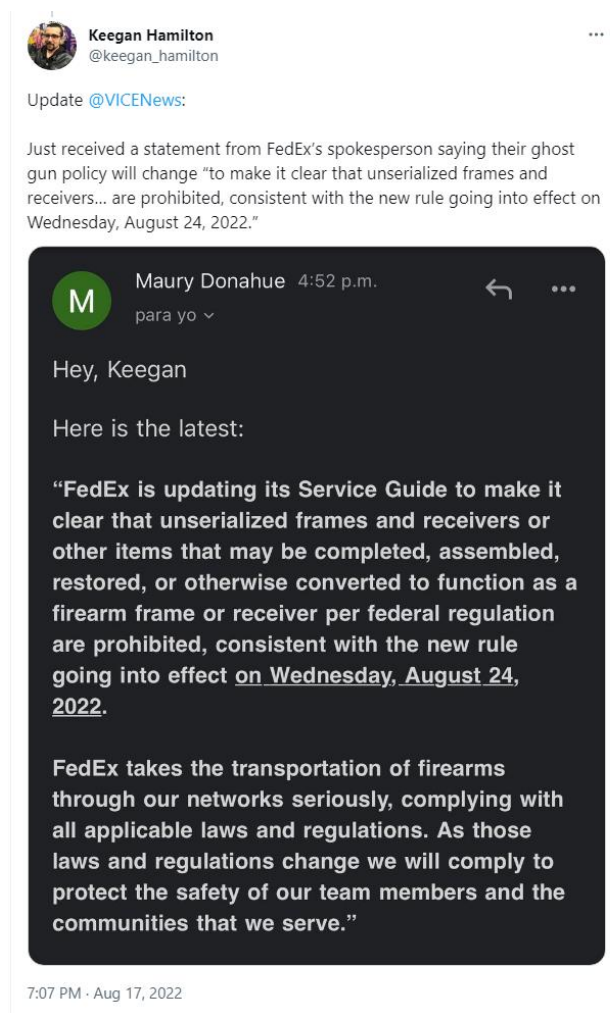 Keegan Hamilton
@keegan_hamilton
Update @VICENews:
Just received a statement from FedEx’s spokesperson saying their ghost
gun policy will change “to make it clear that unserialized frames and
receivers... are prohibited, consistent with the new rule going into effect on
Wednesday, August 24, 2022.”
M
Maury Donahue 4:52 p.m.
para yo
Hey, Keegan
Here is the latest:
“FedEx is updating its Service Guide to make it
clear that unserialized frames and receivers or
other items that may be completed, assembled,
restored, or otherwise converted to function as a
firearm frame or receiver per federal regulation
are prohibited, consistent with the new rule
going into effect on Wednesday, August 24,
2022.
FedEx takes the transportation of firearms
through our networks seriously, complying with
all applicable laws and regulations. As those
laws and regulations change we will comply to
protect the safety of our team members and the
communities that we serve.”
7:07 PM · Aug 17, 2022